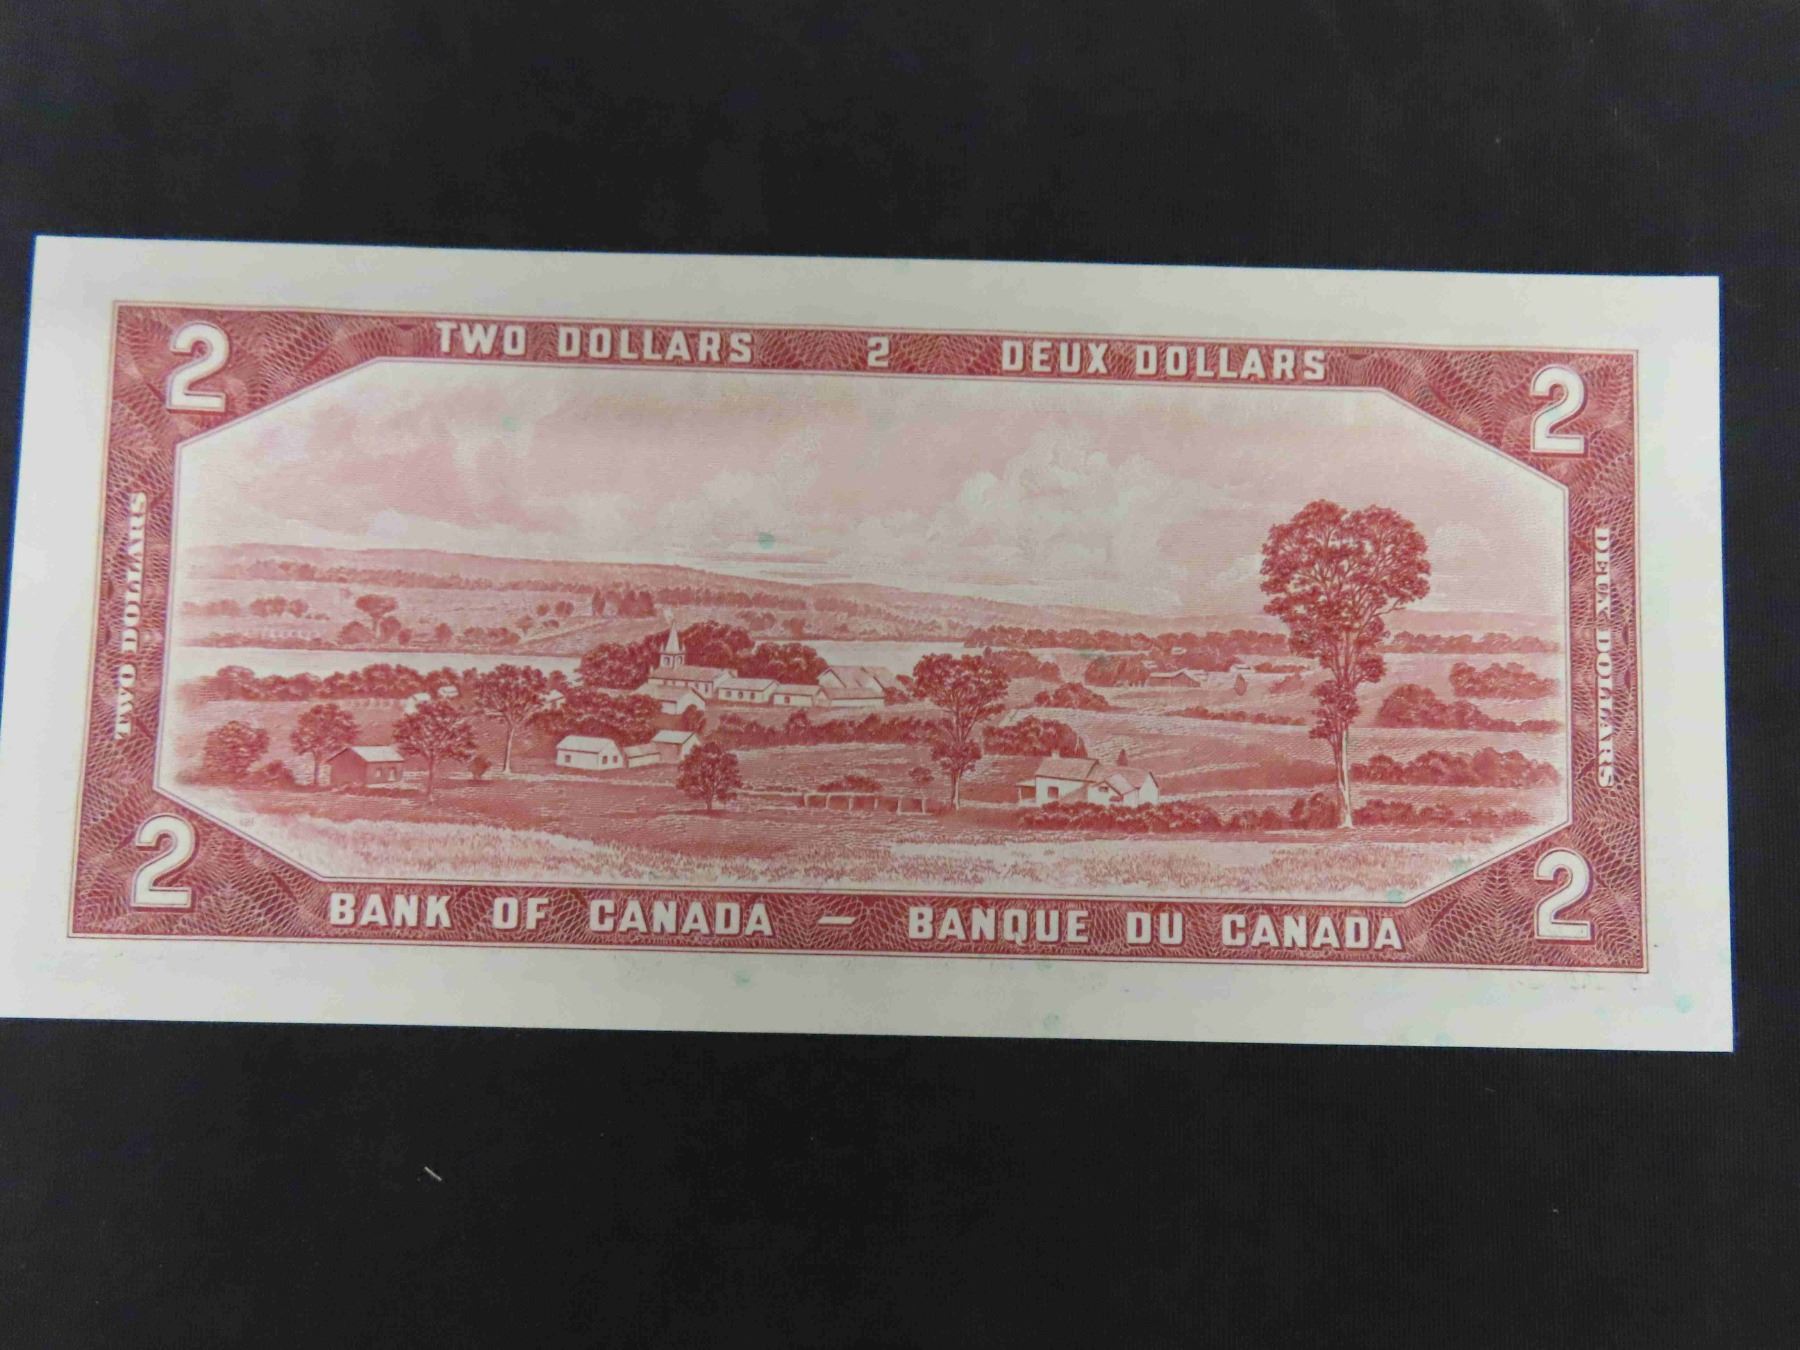 2 TWO DOLLARS 2 DEUX DOLLARS 2
TWO DOLLARS
DEUX DOLLARS
2 BANK OF CANADA — BANQUE DU CANADA 2